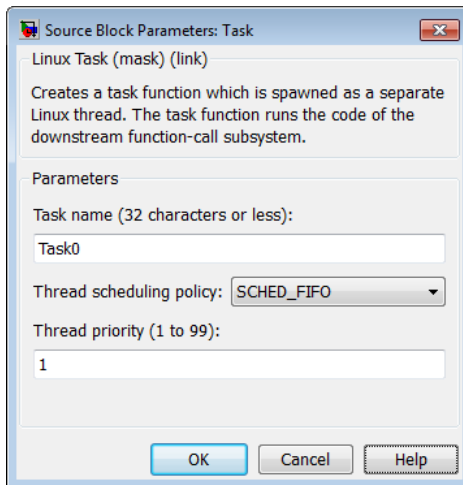 Source Block Parameters: Task
Linux Task (mask) (link)
Creates a task function which is spawned as a separate
Linux thread. The task function runs the code of the
downstream function-call subsystem.
Parameters
Task name (32 characters or less):
Task0
Thread scheduling policy: SCHED_FIFO
Thread priority (1 to 99):
1
OK Cancel Help